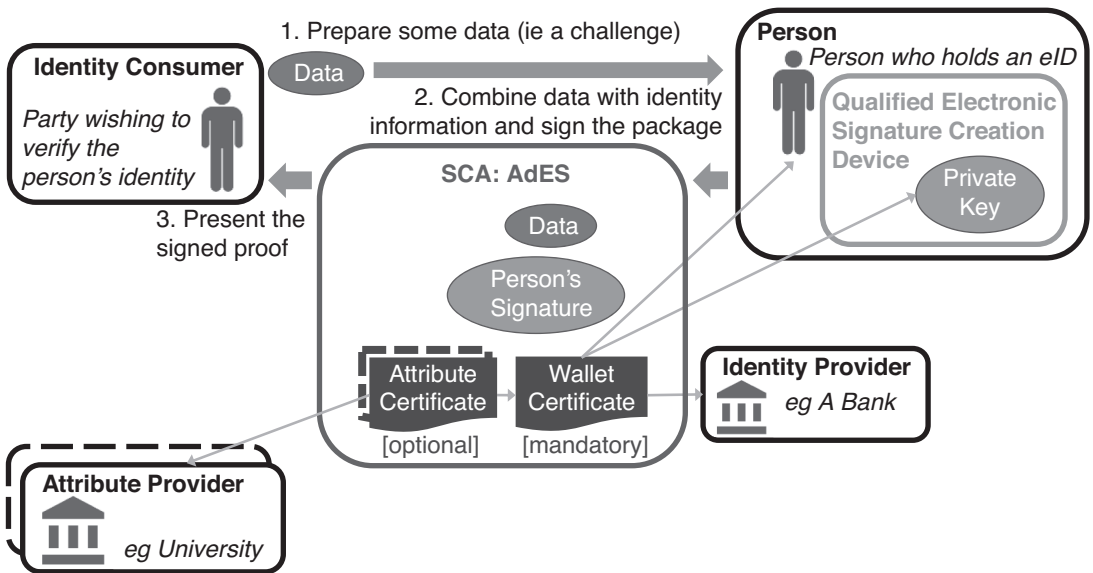 1. Prepare some data (ie a challenge)
Identity Consumer
Data
Party wishing to
verify the
person's identity
Person
Person who holds an eID
Qualified Electronic
Signature Creation
Device
Private
Key
2. Combine data with identity
information and sign the package
3. Present the
signed proof
SCA: AdES
Data
Person's
Signature
Attribute
Certificate
[optional]
Wallet
Certificate
[mandatory]
Identity Provider
eg A Bank
Attribute Provider
eg University